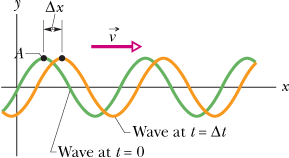 y
Δx
v⃗
A
x
Wave at t = Δt
Wave at t = 0